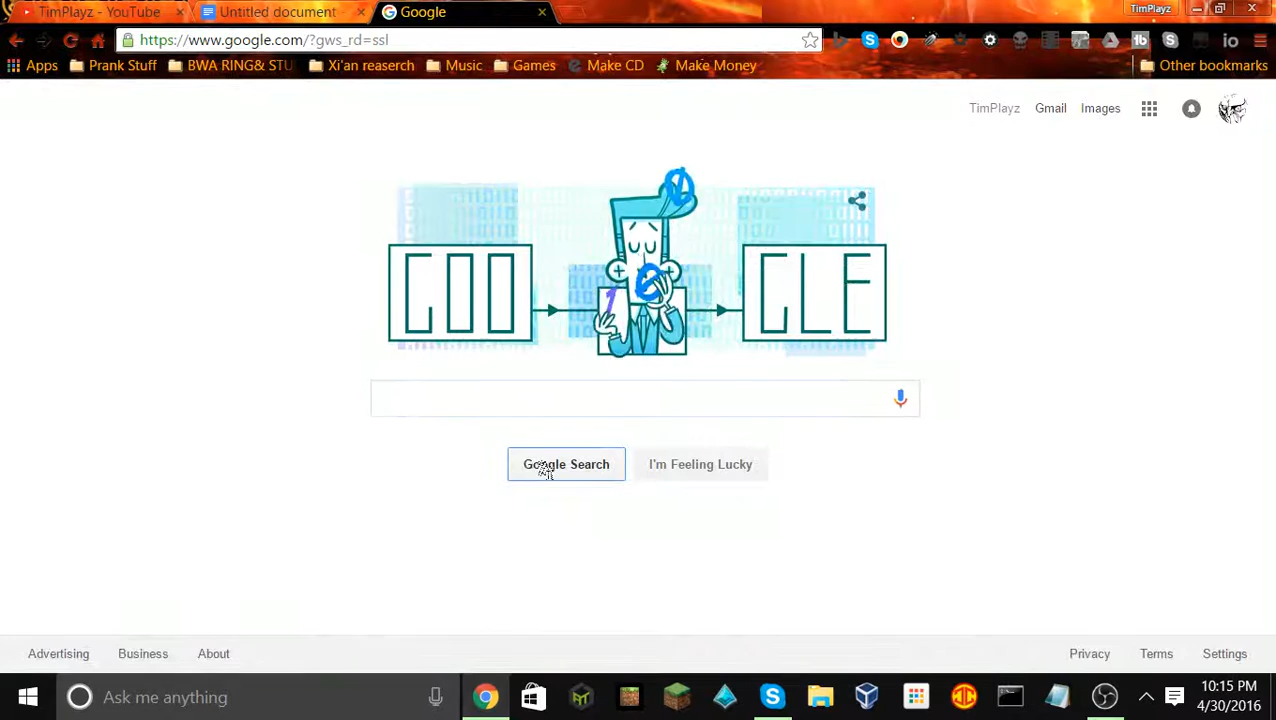 TimPlayz - YouTube
Untitled document
Google
TimPlayz
https://www.google.com/?gws_rd=ssl
Apps Prank Stuff BWA RING& STU Xi'an reaserch Music Games Make CD Make Money Other bookmarks
TimPlayz Gmail Images
GOO GLE
Google Search I'm Feeling Lucky
Advertising Business About Privacy Terms Settings
Ask me anything
10:15 PM
4/30/2016